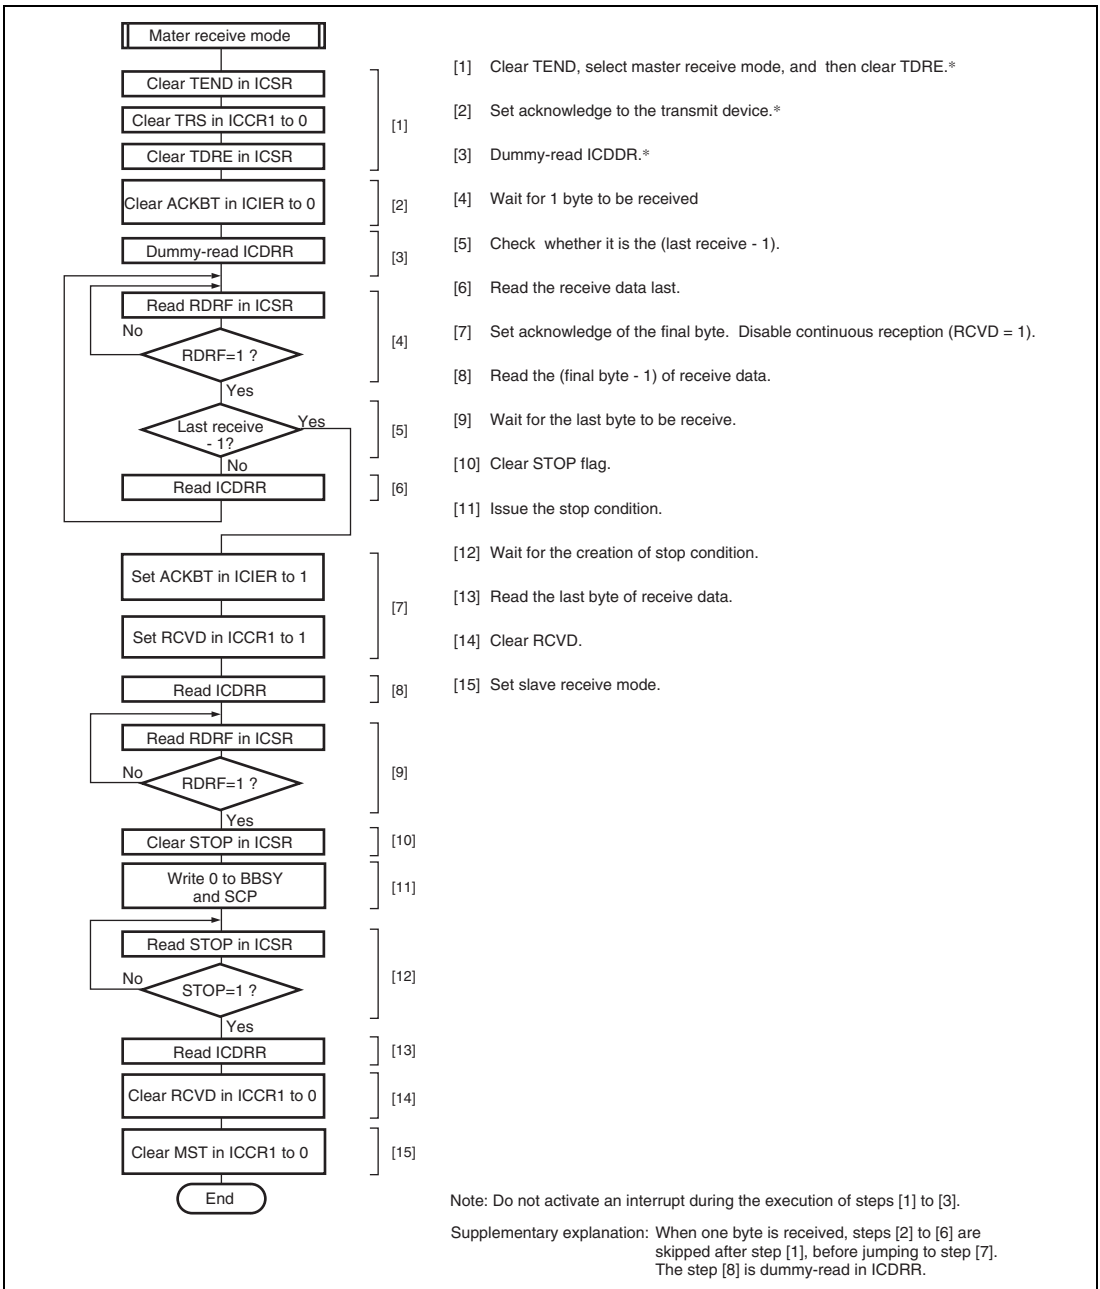 Mater receive mode
Clear TEND in ICSR
Clear TRS in ICCR1 to 0
[1]
Clear TDRE in ICSR
Clear ACKBT in ICIER to 0
[2]
Dummy-read ICDRR
[3]
Read RDRF in ICSR
No
RDRF=1 ?
[4]
Yes
Last receive
- 1?
Yes
[5]
No
Read ICDRR
[6]
Set ACKBT in ICIER to 1
[7]
Set RCVD in ICCR1 to 1
Read ICDRR
[8]
Read RDRF in ICSR
No
RDRF=1 ?
[9]
Yes
Clear STOP in ICSR
[10]
Write 0 to BBSY
and SCP
[11]
Read STOP in ICSR
No
STOP=1 ?
[12]
Yes
Read ICDRR
[13]
Clear RCVD in ICCR1 to 0
[14]
Clear MST in ICCR1 to 0
[15]
End
[1] Clear TEND, select master receive mode, and then clear TDRE.*
[2] Set acknowledge to the transmit device.*
[3] Dummy-read ICDDR.*
[4] Wait for 1 byte to be received
[5] Check whether it is the (last receive - 1).
[6] Read the receive data last.
[7] Set acknowledge of the final byte. Disable continuous reception (RCVD = 1).
[8] Read the (final byte - 1) of receive data.
[9] Wait for the last byte to be receive.
[10] Clear STOP flag.
[11] Issue the stop condition.
[12] Wait for the creation of stop condition.
[13] Read the last byte of receive data.
[14] Clear RCVD.
[15] Set slave receive mode.
Note: Do not activate an interrupt during the execution of steps [1] to [3].
Supplementary explanation: When one byte is received, steps [2] to [6] are
skipped after step [1], before jumping to step [7].
The step [8] is dummy-read in ICDRR.